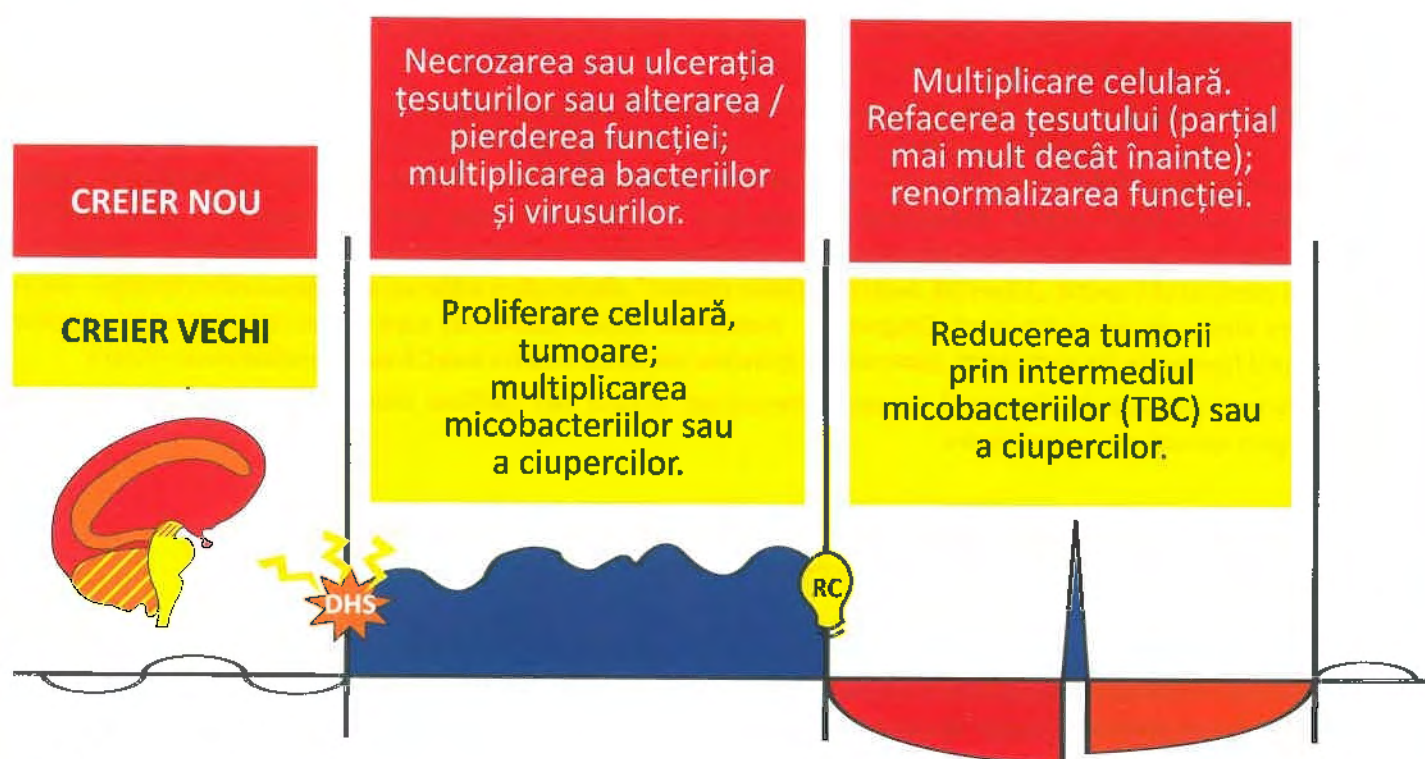 CREIER NOU
Necrozarea sau ulcerația
țesuturilor sau alterarea /
pierderea funcției;
multiplicarea bacteriilor
și virusurilor.
Multiplicare celulară.
Refacerea țesutului (parțial
mai mult decât înainte);
renormalizarea funcției.
CREIER VECHI
Proliferare celulară,
tumoare;
multiplicarea
micobacteriilor sau
a ciupercilor.
Reducerea tumorii
prin intermediul
micobacteriilor (TBC) sau
a ciupercilor.
DHS
RC